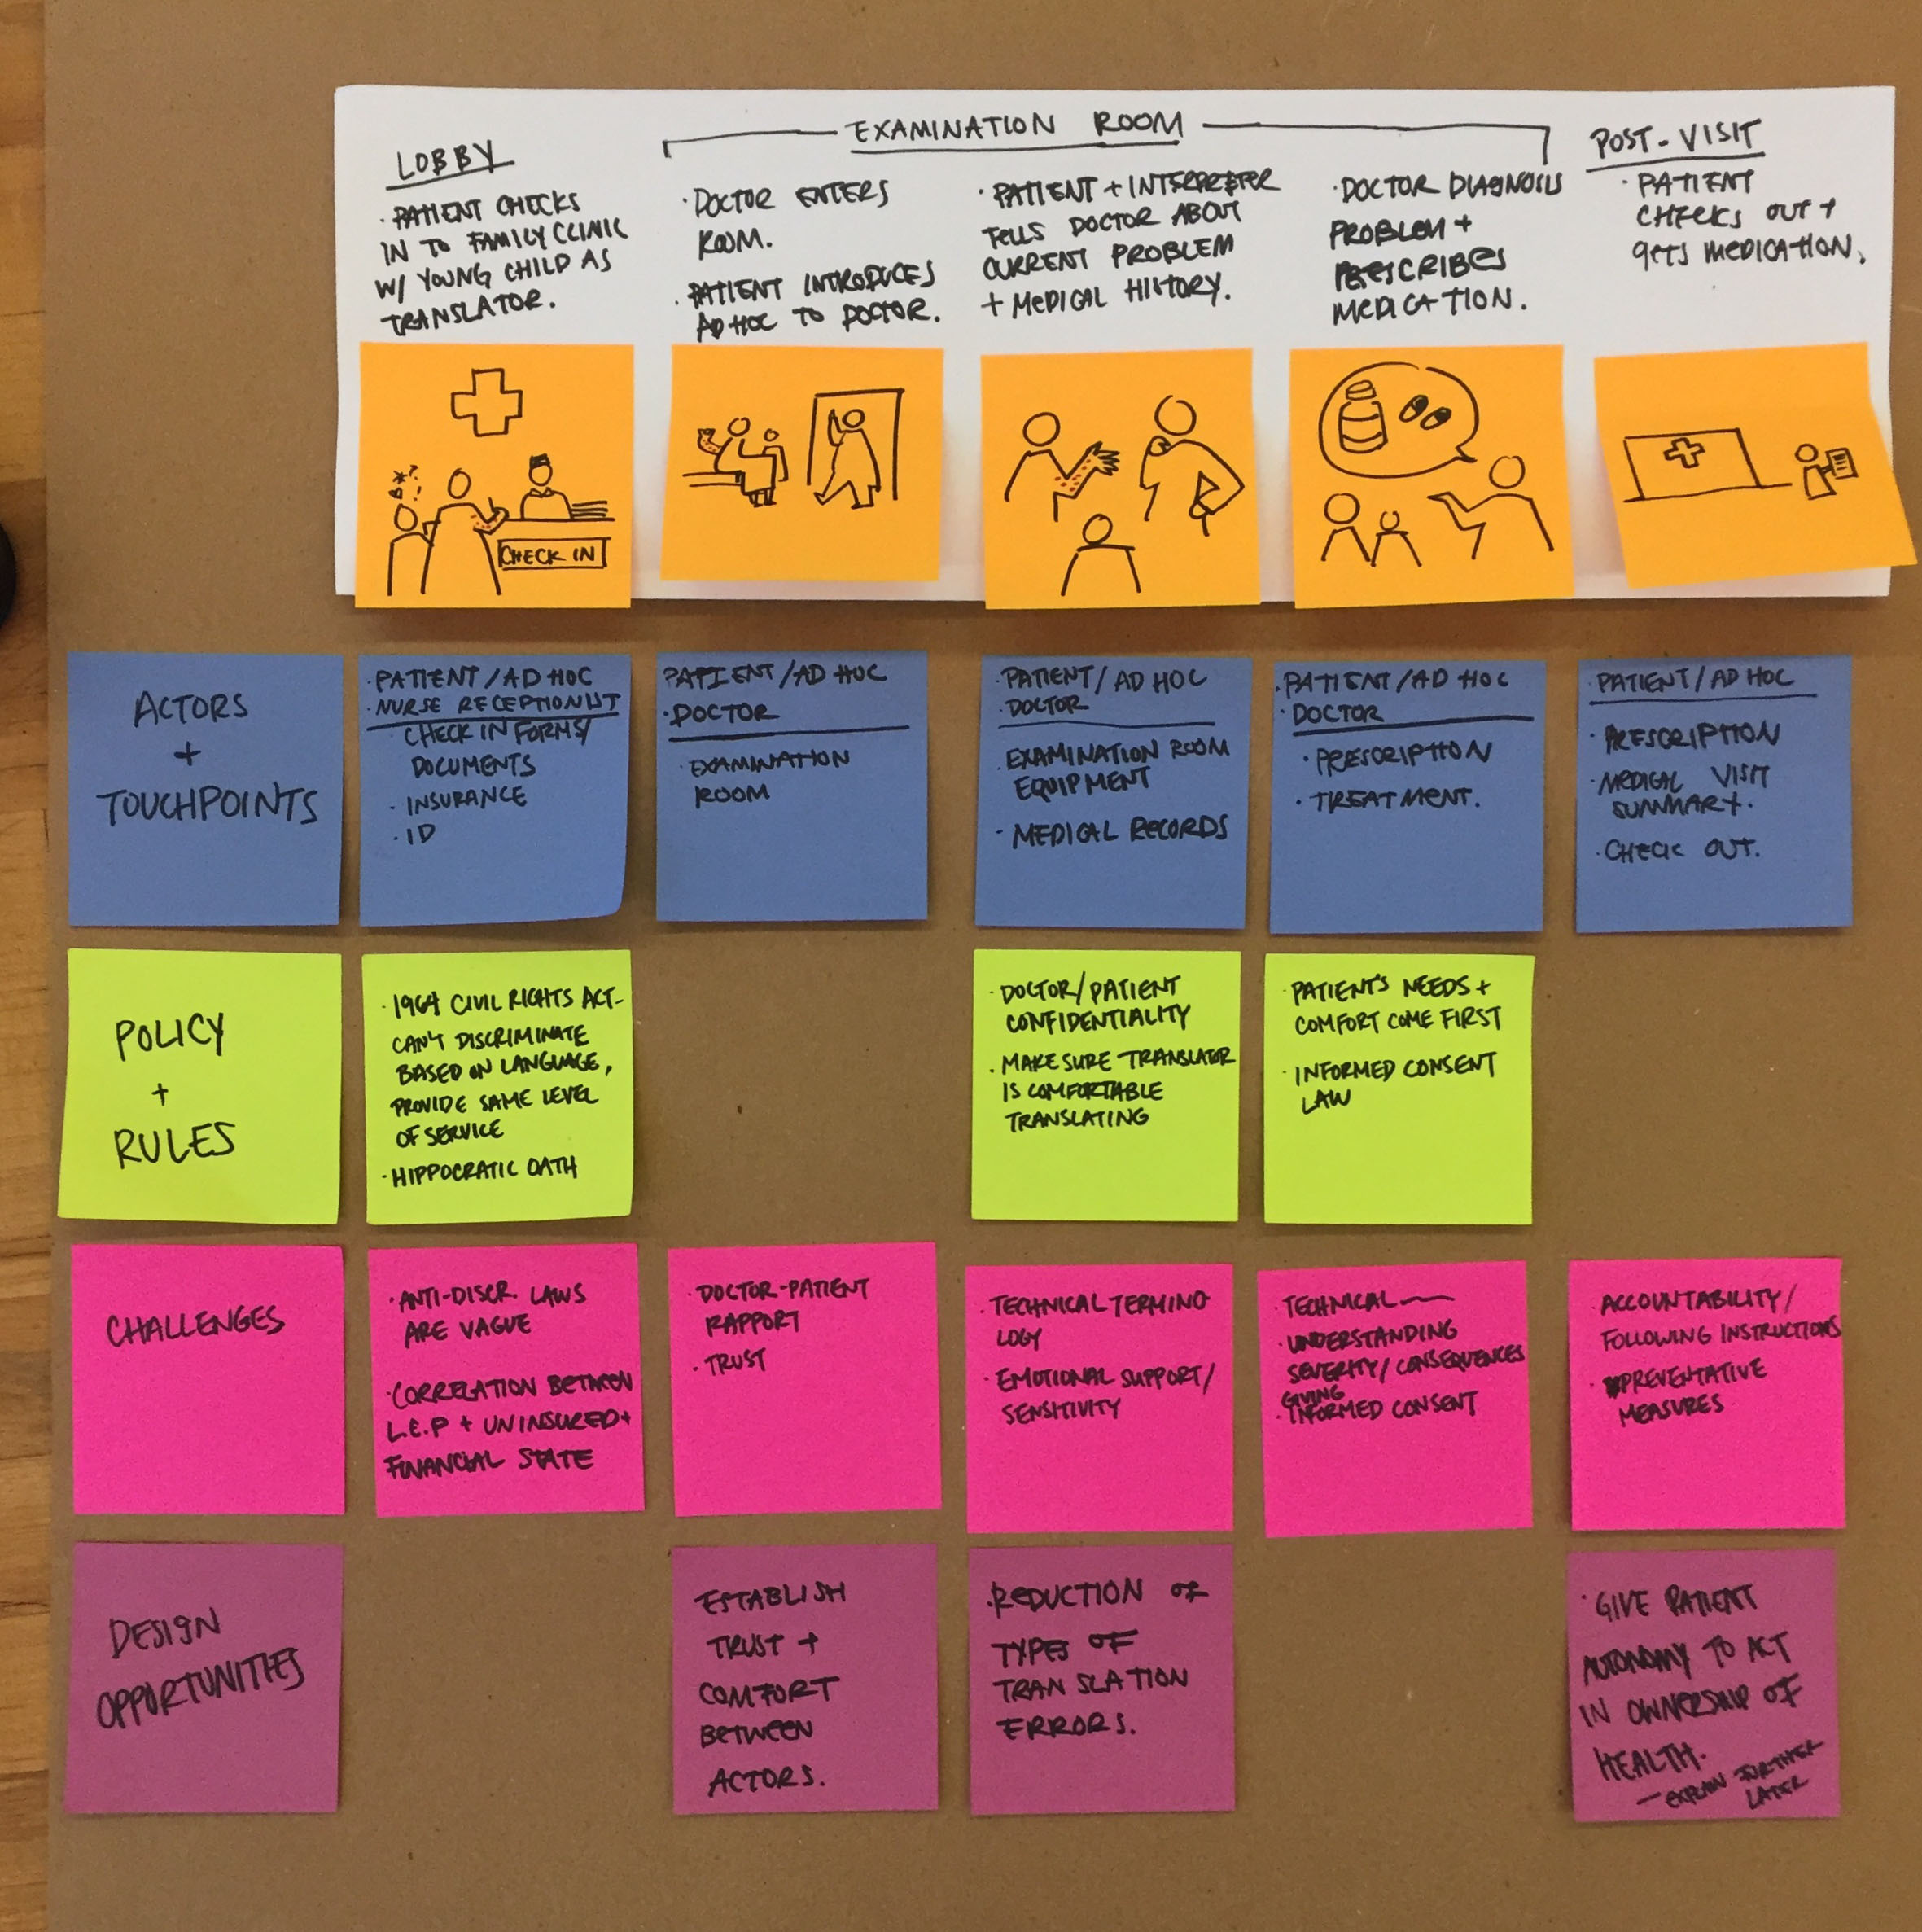 LOBBY
· PATIENT CHECKS
IN TO FAMILY CLINIC
W/ YOUNG CHILD AS
TRANSLATOR.
EXAMINATION ROOM
· DOCTOR ENTERS
ROOM.
· PATIENT INTRODUCES
AD HOC TO DOCTOR.
· PATIENT + INTERPRETER
TELLS DOCTOR ABOUT
CURRENT PROBLEM
+ MEDICAL HISTORY.
· DOCTOR DIAGNOSIS
PROBLEM +
PRESCRIBES
MEDICATION.
POST-VISIT
· PATIENT
CHECKS OUT +
GETS MEDICATION.
CHECK IN
ACTORS
+
TOUCHPOINTS
· PATIENT / AD HOC
· NURSE RECEPTIONIST
CHECK IN FORMS/
DOCUMENTS
· INSURANCE
· ID
PATIENT / AD HOC
· DOCTOR
· EXAMINATION
ROOM
· PATIENT / AD HOC
· DOCTOR
· EXAMINATION ROOM
EQUIPMENT
· MEDICAL RECORDS
· PATIENT / AD HOC
· DOCTOR
· PRESCRIPTION
· TREATMENT.
· PATIENT / AD HOC
· PRESCRIPTION
· MEDICAL VISIT
SUMMARY.
· CHECK OUT.
POLICY
+
RULES
· 1964 CIVIL RIGHTS ACT-
CAN'T DISCRIMINATE
BASED ON LANGUAGE,
PROVIDE SAME LEVEL
OF SERVICE
· HIPPOCRATIC OATH
· DOCTOR/PATIENT
CONFIDENTIALITY
· MAKE SURE TRANSLATOR
IS COMFORTABLE
TRANSLATING
· PATIENT'S NEEDS +
COMFORT COME FIRST
· INFORMED CONSENT
LAW
CHALLENGES
· ANTI-DISCR. LAWS
ARE VAGUE
· CORRELATION BETWEEN
L.E.P + UNINSURED +
FINANCIAL STATE
· DOCTOR-PATIENT
RAPPORT
· TRUST
· TECHNICAL TERMINO
LOGY
· EMOTIONAL SUPPORT/
SENSITIVITY
· TECHNICAL
· UNDERSTANDING
SEVERITY/CONSEQUENCES
GIVING
· INFORMED CONSENT
· ACCOUNTABILITY/
FOLLOWING INSTRUCTIONS
· PREVENTATIVE
MEASURES
DESIGN
OPPORTUNITIES
ESTABLISH
TRUST +
COMFORT
BETWEEN
ACTORS.
· REDUCTION OF
TYPES OF
TRANSLATION
ERRORS.
· GIVE PATIENT
AUTONOMY TO ACT
IN OWNERSHIP OF
HEALTH.
— EXPLAIN FURTHER
LATER